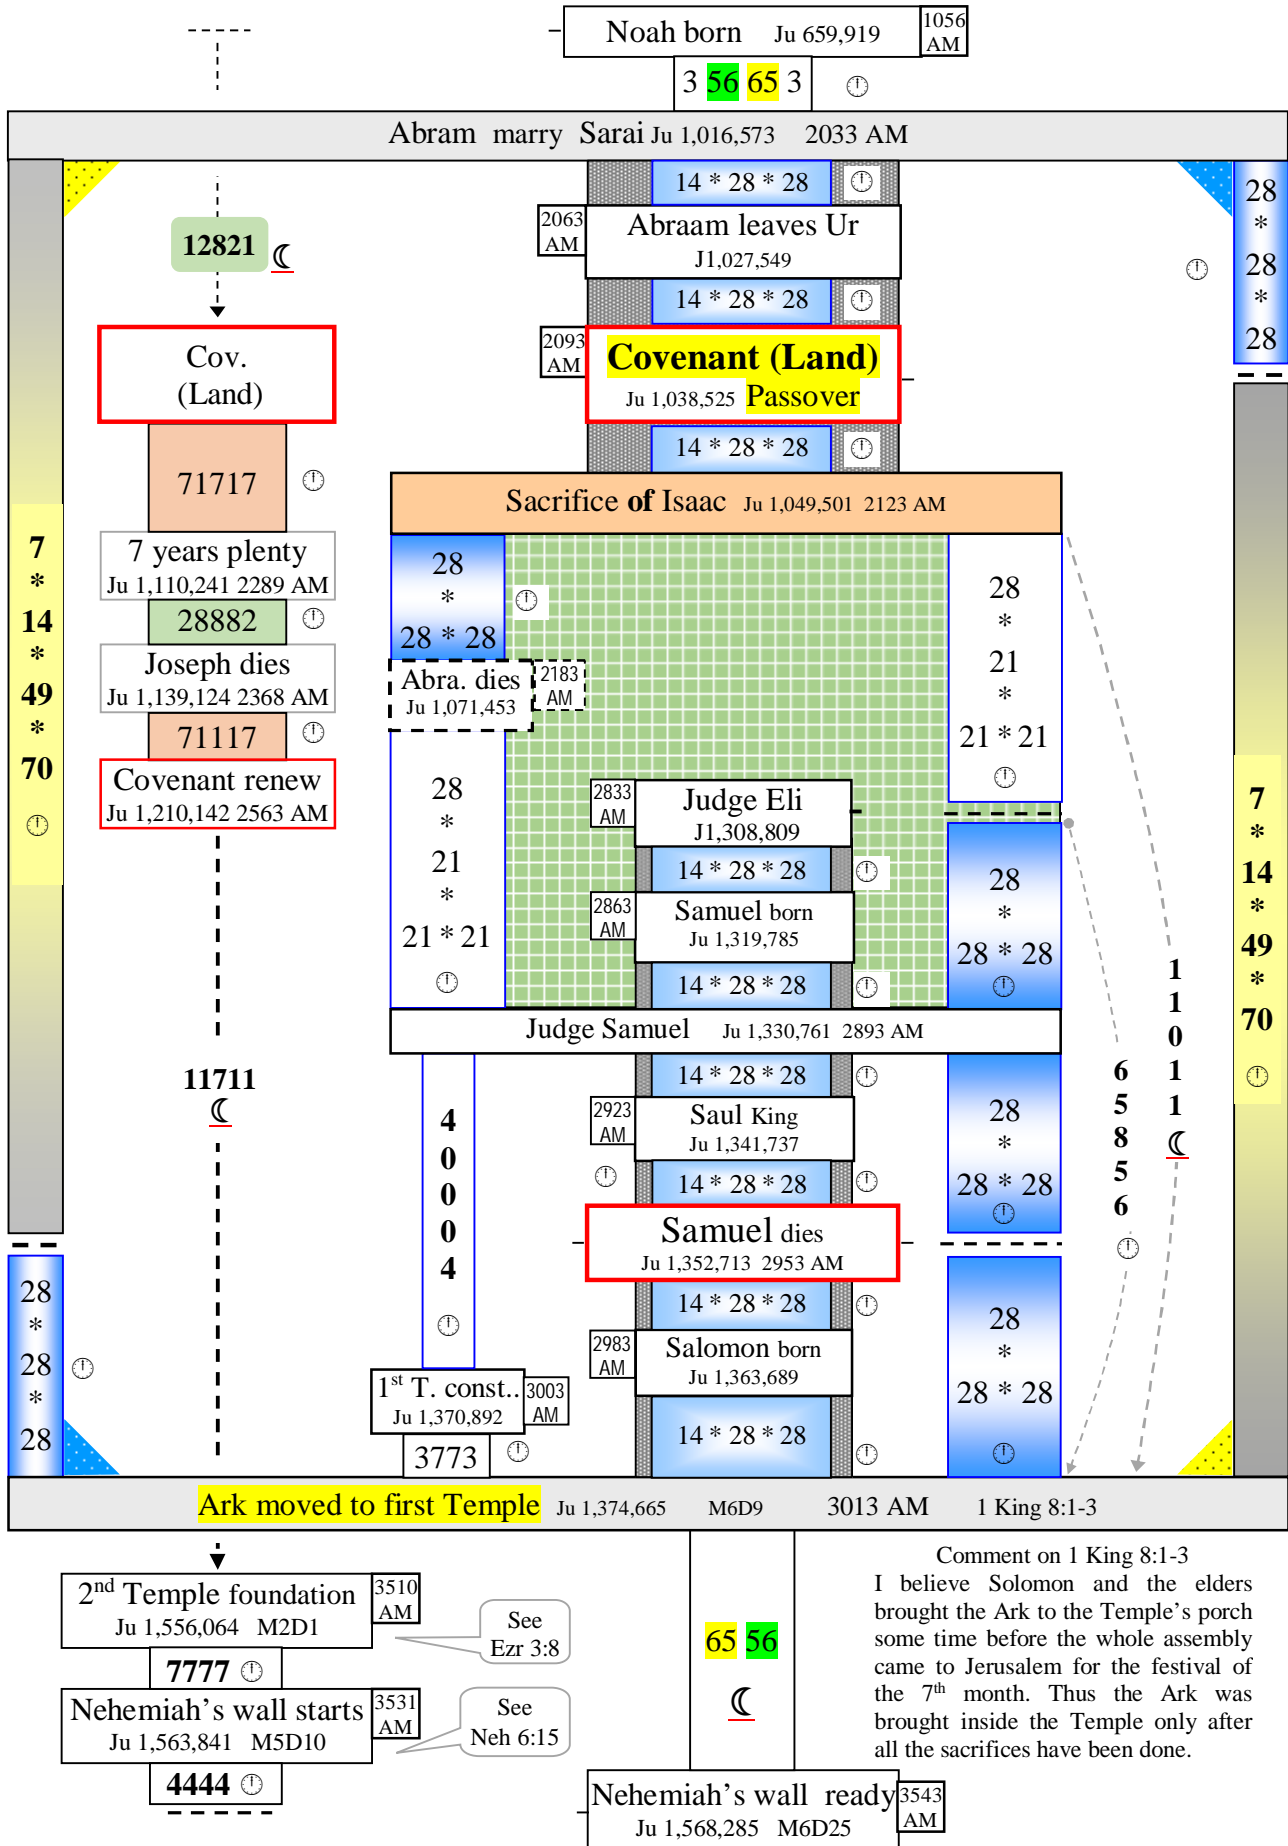 Noah born Ju 659,919
1056
AM
3 56 65 3
Abram marry Sarai Ju 1,016,573 2033 AM
14 * 28 * 28
2063
AM
Abraam leaves Ur
J1,027,549
14 * 28 * 28
2093
AM
Covenant (Land)
Ju 1,038,525 Passover
14 * 28 * 28
Sacrifice of Isaac Ju 1,049,501 2123 AM
12821
Cov.
(Land)
71717
7 years plenty
Ju 1,110,241 2289 AM
28882
Joseph dies
Ju 1,139,124 2368 AM
71117
Covenant renew
Ju 1,210,142 2563 AM
11711
7
*
14
*
49
*
70
28
*
28
*
28
28
*
28 * 28
Abra. dies
Ju 1,071,453
2183
AM
28
*
21
*
21 * 21
2833
AM
Judge Eli
J1,308,809
14 * 28 * 28
2863
AM
Samuel born
Ju 1,319,785
14 * 28 * 28
Judge Samuel Ju 1,330,761 2893 AM
14 * 28 * 28
2923
AM
Saul King
Ju 1,341,737
14 * 28 * 28
Samuel dies
Ju 1,352,713 2953 AM
14 * 28 * 28
2983
AM
Salomon born
Ju 1,363,689
14 * 28 * 28
4
0
0
0
4
1st T. const..
Ju 1,370,892
3003
AM
3773
28
*
21
*
21 * 21
28
*
28 * 28
28
*
28 * 28
28
*
28 * 28
6
5
8
5
6
1
1
0
1
1
28
*
28
*
28
7
*
14
*
49
*
70
Ark moved to first Temple Ju 1,374,665 M6D9 3013 AM 1 King 8:1-3
2nd Temple foundation
Ju 1,556,064 M2D1
3510
AM
See
Ezr 3:8
7777
Nehemiah's wall starts
Ju 1,563,841 M5D10
3531
AM
See
Neh 6:15
4444
65 56
Nehemiah's wall ready
Ju 1,568,285 M6D25
3543
AM
Comment on 1 King 8:1-3
I believe Solomon and the elders
brought the Ark to the Temple's porch
some time before the whole assembly
came to Jerusalem for the festival of
the 7th month. Thus the Ark was
brought inside the Temple only after
all the sacrifices have been done.